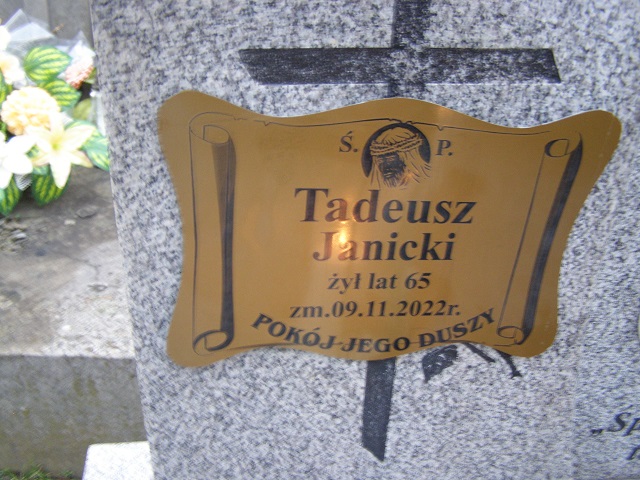 Ś. P.
Tadeusz
Janicki
żył lat 65
zm.09.11.2022r.
POKÓJ JEGO DUSZY